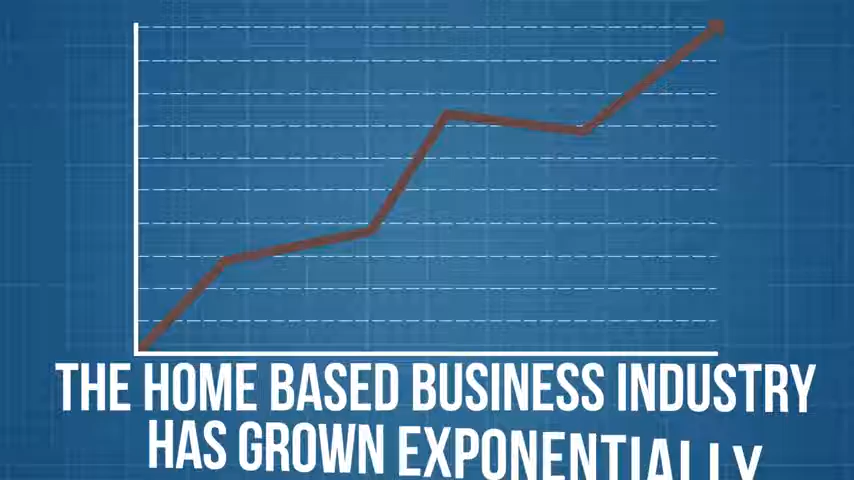 THE HOME BASED BUSINESS INDUSTRY
HAS GROWN EXPONENTIALLY